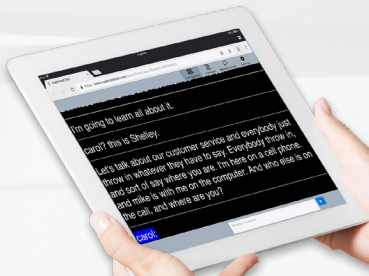 I'm going to learn all about it.
Carol? this is Shelley.
Let's talk about our customer service and everybody just
throw in whatever they have to say. Everybody throw in,
and sort of say where you are. I'm here on a cell phone.
and mike is with me on the computer. And who else is on
the call, and where are you?
carol: